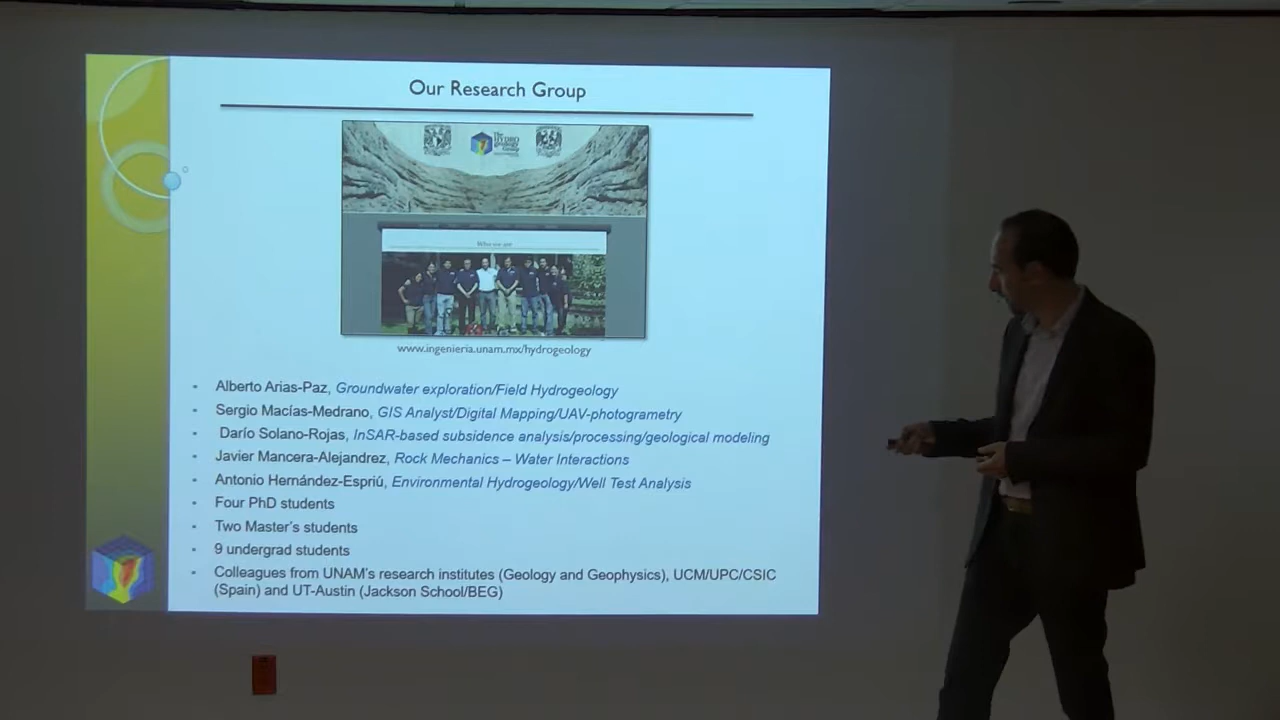 Our Research Group
The
HYDRO
geology
Group
Who we are
www.ingenieria.unam.mx/hydrogeology
• Alberto Arias-Paz, Groundwater exploration/Field Hydrogeology
• Sergio Macías-Medrano, GIS Analyst/Digital Mapping/UAV-photogrametry
• Darío Solano-Rojas, InSAR-based subsidence analysis/processing/geological modeling
• Javier Mancera-Alejandrez, Rock Mechanics – Water Interactions
• Antonio Hernández-Espriú, Environmental Hydrogeology/Well Test Analysis
• Four PhD students
• Two Master´s students
• 9 undergrad students
• Colleagues from UNAM's research institutes (Geology and Geophysics), UCM/UPC/CSIC
(Spain) and UT-Austin (Jackson School/BEG)